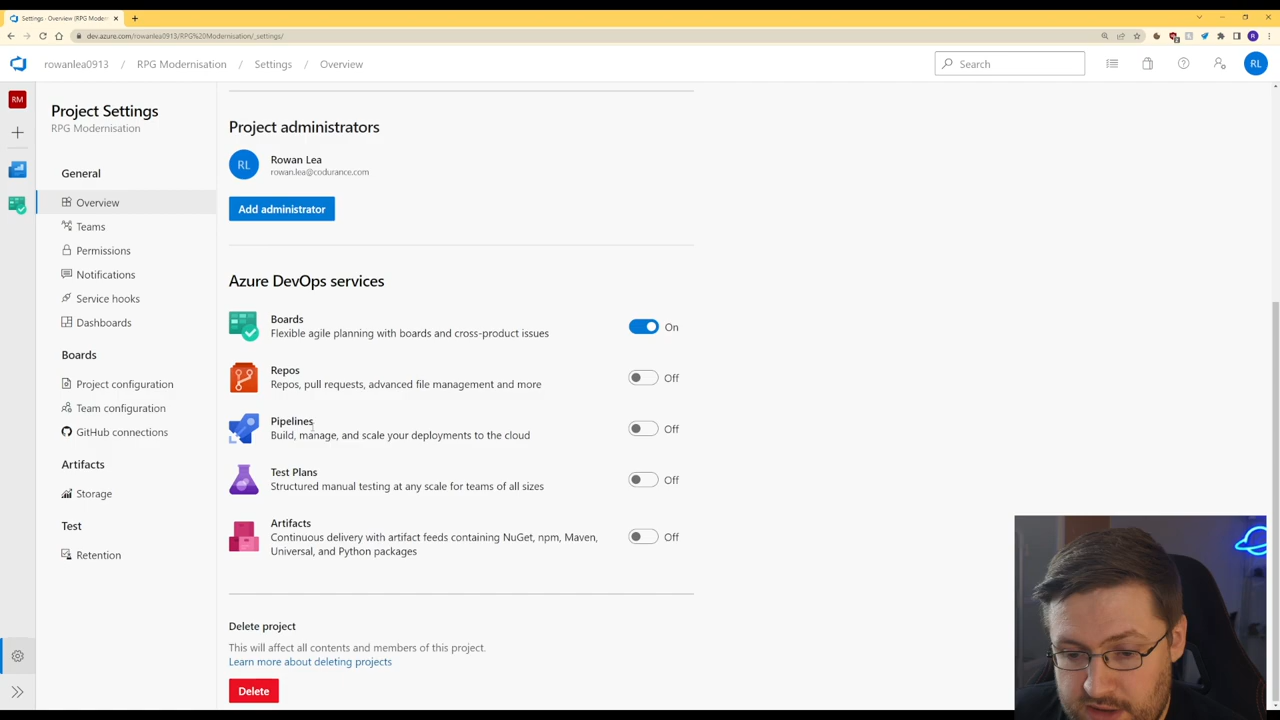 Settings - Overview (RPG Modern
dev.azure.com/rowanlea0913/RPG%20Modernisation/_settings/
R
rowanlea0913 / RPG Modernisation / Settings / Overview
Search
RL
RM
Project Settings
RPG Modernisation
General
Overview
Teams
Permissions
Notifications
Service hooks
Dashboards
Boards
Project configuration
Team configuration
GitHub connections
Artifacts
Storage
Test
Retention
Project administrators
RL
Rowan Lea
rowan.lea@codurance.com
Add administrator
Azure DevOps services
Boards
Flexible agile planning with boards and cross-product issues
On
Repos
Repos, pull requests, advanced file management and more
Off
Pipelines
Build, manage, and scale your deployments to the cloud
Off
Test Plans
Structured manual testing at any scale for teams of all sizes
Off
Artifacts
Continuous delivery with artifact feeds containing NuGet, npm, Maven,
Universal, and Python packages
Off
Delete project
This will affect all contents and members of this project.
Learn more about deleting projects
Delete